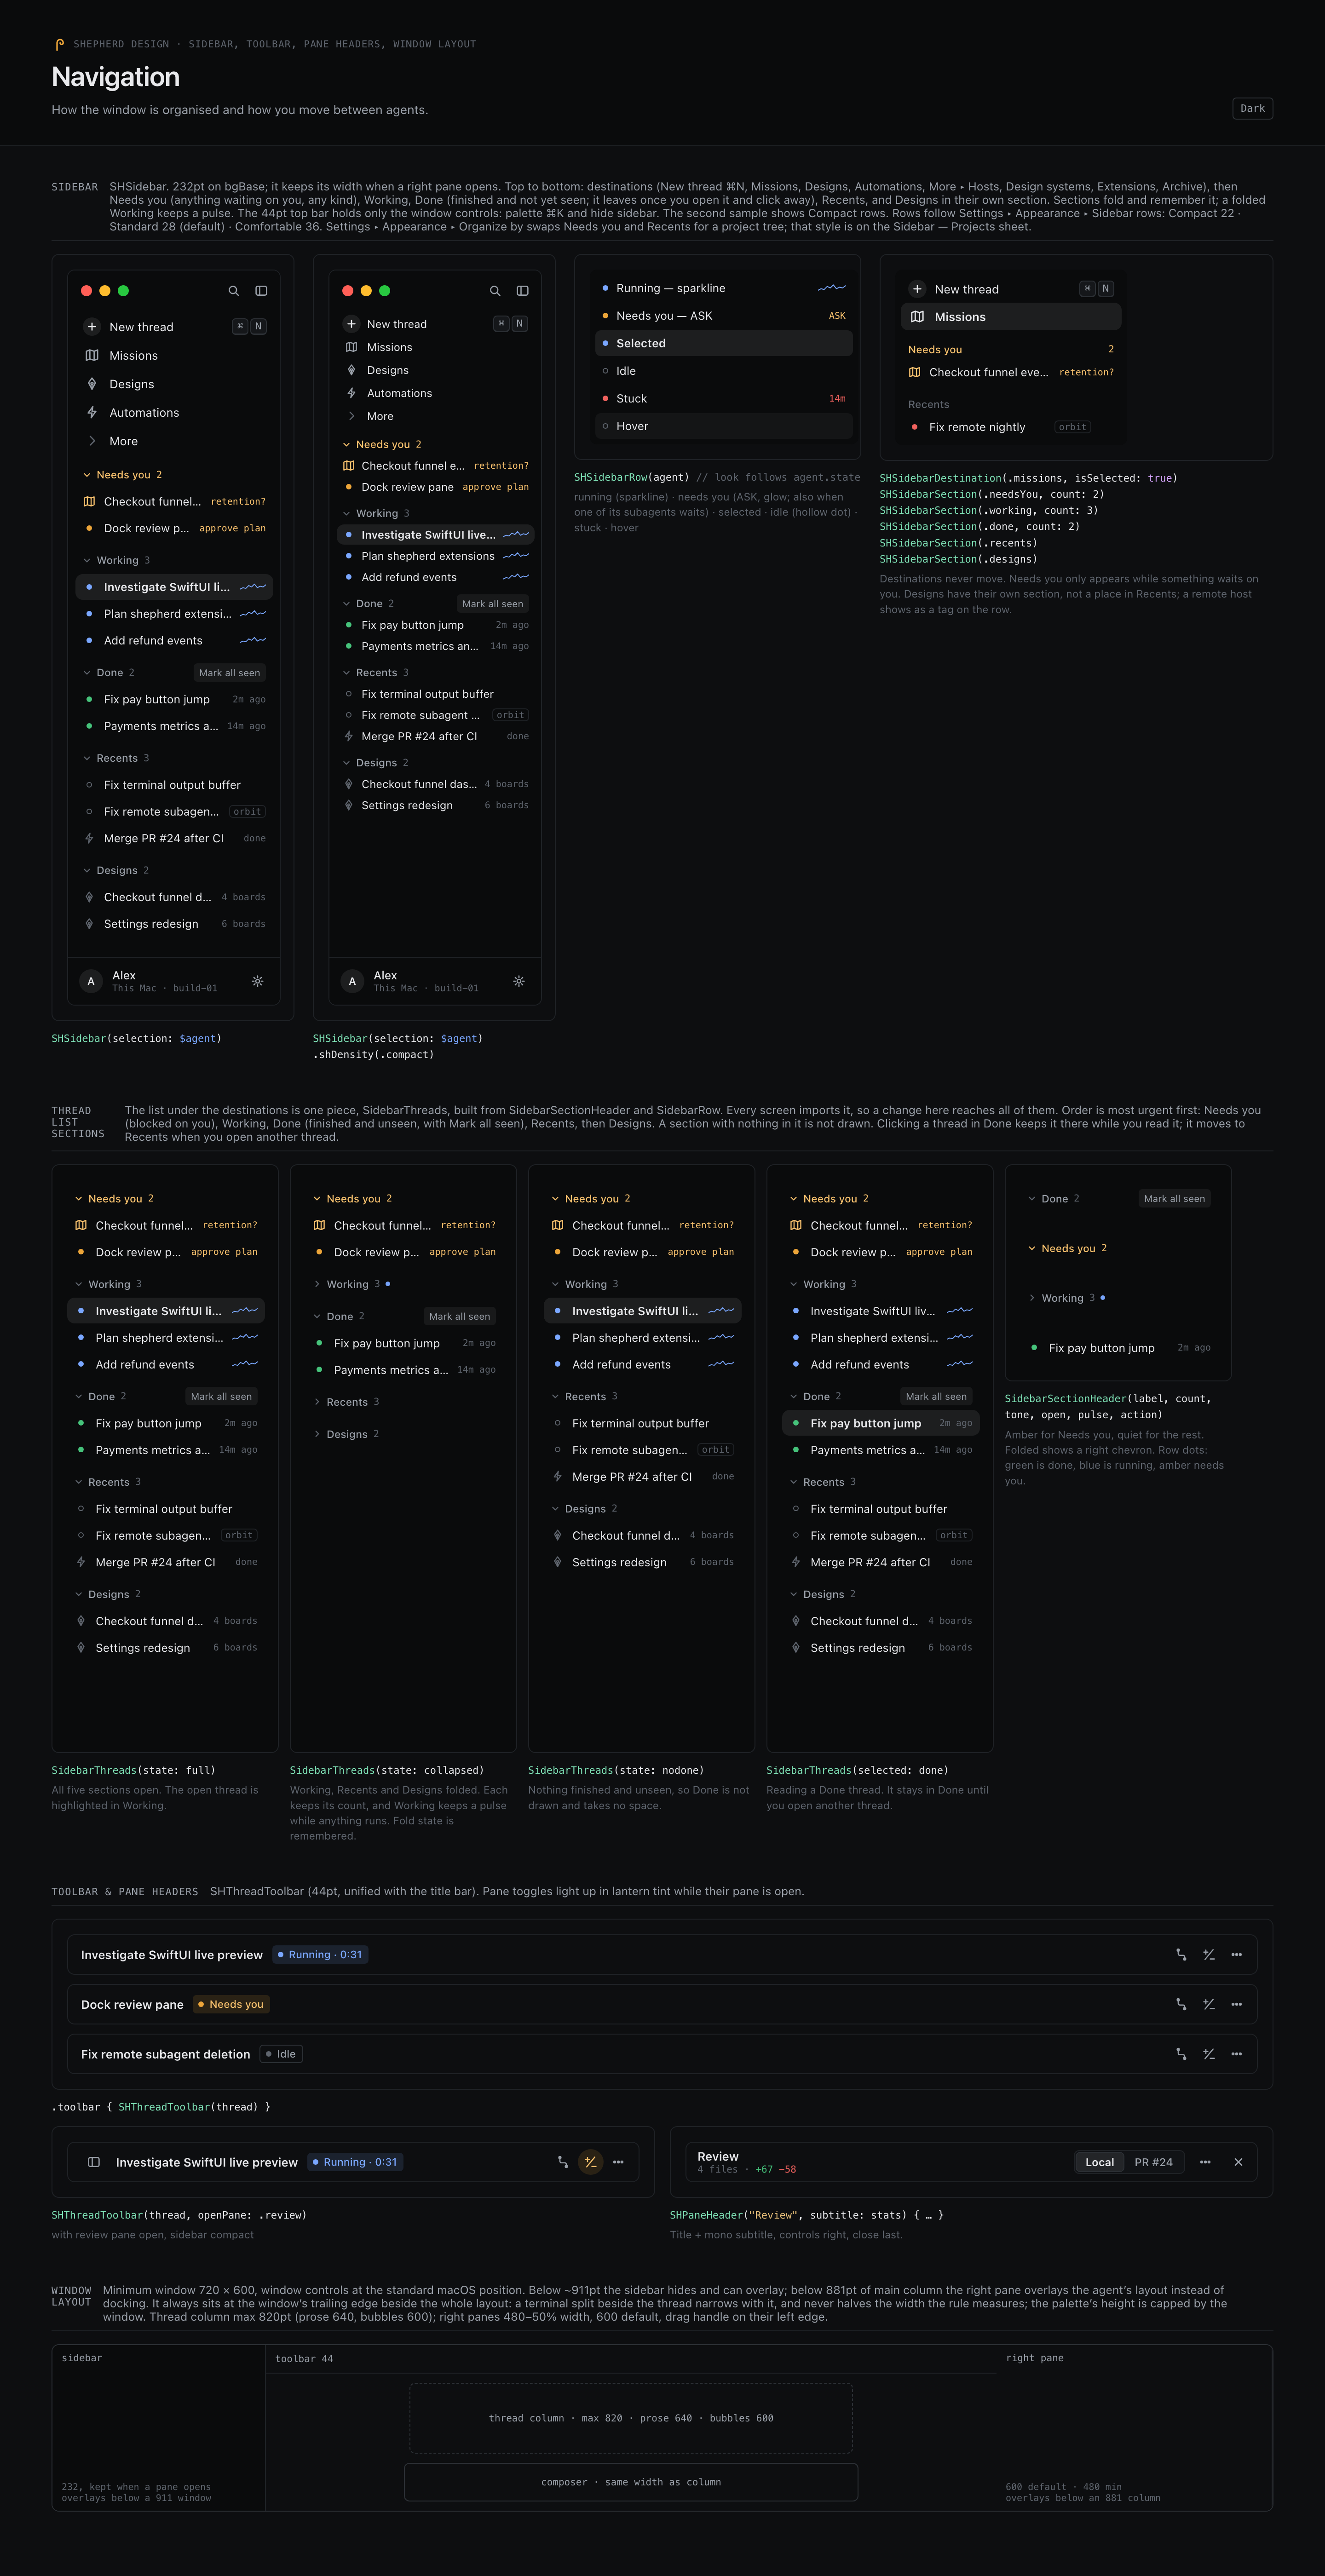 SHEPHERD DESIGN · SIDEBAR, TOOLBAR, PANE HEADERS, WINDOW LAYOUT
Navigation
How the window is organised and how you move between agents.
Dark
SIDEBAR
SHSidebar. 232pt on bgBase; it keeps its width when a right pane opens. Top to bottom: destinations (New thread ⌘N, Missions, Designs, Automations, More ▸ Hosts, Design systems, Extensions, Archive), then
Needs you (anything waiting on you, any kind), Working, Done (finished and not yet seen; it leaves once you open it and click away), Recents, and Designs in their own section. Sections fold and remember it; a folded
Working keeps a pulse. The 44pt top bar holds only the window controls: palette ⌘K and hide sidebar. The second sample shows Compact rows. Rows follow Settings ▸ Appearance ▸ Sidebar rows: Compact 22 ·
Standard 28 (default) · Comfortable 36. Settings ▸ Appearance ▸ Organize by swaps Needs you and Recents for a project tree; that style is on the Sidebar — Projects sheet.
New thread ⌘ N
Missions
Designs
Automations
More
Needs you 2
Checkout funnel... retention?
Dock review p... approve plan
Working 3
Investigate SwiftUI li...
Plan shepherd extensi...
Add refund events
Done 2 Mark all seen
Fix pay button jump 2m ago
Payments metrics a... 14m ago
Recents 3
Fix terminal output buffer
Fix remote subagen... orbit
Merge PR #24 after CI done
Designs 2
Checkout funnel d... 4 boards
Settings redesign 6 boards
A
Alex
This Mac · build-01
SHSidebar(selection: $agent)
New thread ⌘ N
Missions
Designs
Automations
More
Needs you 2
Checkout funnel e... retention?
Dock review pane approve plan
Working 3
Investigate SwiftUI live...
Plan shepherd extensions
Add refund events
Done 2 Mark all seen
Fix pay button jump 2m ago
Payments metrics an... 14m ago
Recents 3
Fix terminal output buffer
Fix remote subagent ... orbit
Merge PR #24 after CI done
Designs 2
Checkout funnel das... 4 boards
Settings redesign 6 boards
A
Alex
This Mac · build-01
SHSidebar(selection: $agent)
.shDensity(.compact)
Running — sparkline
Needs you — ASK ASK
Selected
Idle
Stuck 14m
Hover
SHSidebarRow(agent) // look follows agent.state
running (sparkline) · needs you (ASK, glow; also when
one of its subagents waits) · selected · idle (hollow dot) ·
stuck · hover
New thread ⌘ N
Missions
Needs you 2
Checkout funnel eve... retention?
Recents
Fix remote nightly orbit
SHSidebarDestination(.missions, isSelected: true)
SHSidebarSection(.needsYou, count: 2)
SHSidebarSection(.working, count: 3)
SHSidebarSection(.done, count: 2)
SHSidebarSection(.recents)
SHSidebarSection(.designs)
Destinations never move. Needs you only appears while something waits on
you. Designs have their own section, not a place in Recents; a remote host
shows as a tag on the row.
THREAD
LIST
SECTIONS
The list under the destinations is one piece, SidebarThreads, built from SidebarSectionHeader and SidebarRow. Every screen imports it, so a change here reaches all of them. Order is most urgent first: Needs you
(blocked on you), Working, Done (finished and unseen, with Mark all seen), Recents, then Designs. A section with nothing in it is not drawn. Clicking a thread in Done keeps it there while you read it; it moves to
Recents when you open another thread.
Needs you 2
Checkout funnel... retention?
Dock review p... approve plan
Working 3
Investigate SwiftUI li...
Plan shepherd extensi...
Add refund events
Done 2 Mark all seen
Fix pay button jump 2m ago
Payments metrics a... 14m ago
Recents 3
Fix terminal output buffer
Fix remote subagen... orbit
Merge PR #24 after CI done
Designs 2
Checkout funnel d... 4 boards
Settings redesign 6 boards
SidebarThreads(state: full)
All five sections open. The open thread is
highlighted in Working.
Needs you 2
Checkout funnel... retention?
Dock review p... approve plan
Working 3
Done 2 Mark all seen
Fix pay button jump 2m ago
Payments metrics a... 14m ago
Recents 3
Designs 2
SidebarThreads(state: collapsed)
Working, Recents and Designs folded. Each
keeps its count, and Working keeps a pulse
while anything runs. Fold state is
remembered.
Needs you 2
Checkout funnel... retention?
Dock review p... approve plan
Working 3
Investigate SwiftUI li...
Plan shepherd extensi...
Add refund events
Recents 3
Fix terminal output buffer
Fix remote subagen... orbit
Merge PR #24 after CI done
Designs 2
Checkout funnel d... 4 boards
Settings redesign 6 boards
SidebarThreads(state: nodone)
Nothing finished and unseen, so Done is not
drawn and takes no space.
Needs you 2
Checkout funnel... retention?
Dock review p... approve plan
Working 3
Investigate SwiftUI liv...
Plan shepherd extensi...
Add refund events
Done 2 Mark all seen
Fix pay button jump 2m ago
Payments metrics a... 14m ago
Recents 3
Fix terminal output buffer
Fix remote subagen... orbit
Merge PR #24 after CI done
Designs 2
Checkout funnel d... 4 boards
Settings redesign 6 boards
SidebarThreads(selected: done)
Reading a Done thread. It stays in Done until
you open another thread.
Done 2 Mark all seen
Needs you 2
Working 3
Fix pay button jump 2m ago
SidebarSectionHeader(label, count,
tone, open, pulse, action)
Amber for Needs you, quiet for the rest.
Folded shows a right chevron. Row dots:
green is done, blue is running, amber needs
you.
TOOLBAR & PANE HEADERS
SHThreadToolbar (44pt, unified with the title bar). Pane toggles light up in lantern tint while their pane is open.
Investigate SwiftUI live preview Running · 0:31
Dock review pane Needs you
Fix remote subagent deletion Idle
.toolbar { SHThreadToolbar(thread) }
Investigate SwiftUI live preview Running · 0:31
SHThreadToolbar(thread, openPane: .review)
with review pane open, sidebar compact
Review
4 files · +67 −58
Local PR #24
SHPaneHeader("Review", subtitle: stats) { … }
Title + mono subtitle, controls right, close last.
WINDOW
LAYOUT
Minimum window 720 × 600, window controls at the standard macOS position. Below ~911pt the sidebar hides and can overlay; below 881pt of main column the right pane overlays the agent's layout instead of
docking. It always sits at the window's trailing edge beside the whole layout: a terminal split beside the thread narrows with it, and never halves the width the rule measures; the palette's height is capped by the
window. Thread column max 820pt (prose 640, bubbles 600); right panes 480–50% width, 600 default, drag handle on their left edge.
sidebar
232, kept when a pane opens
overlays below a 911 window
toolbar 44
thread column · max 820 · prose 640 · bubbles 600
composer · same width as column
right pane
600 default · 480 min
overlays below an 881 column